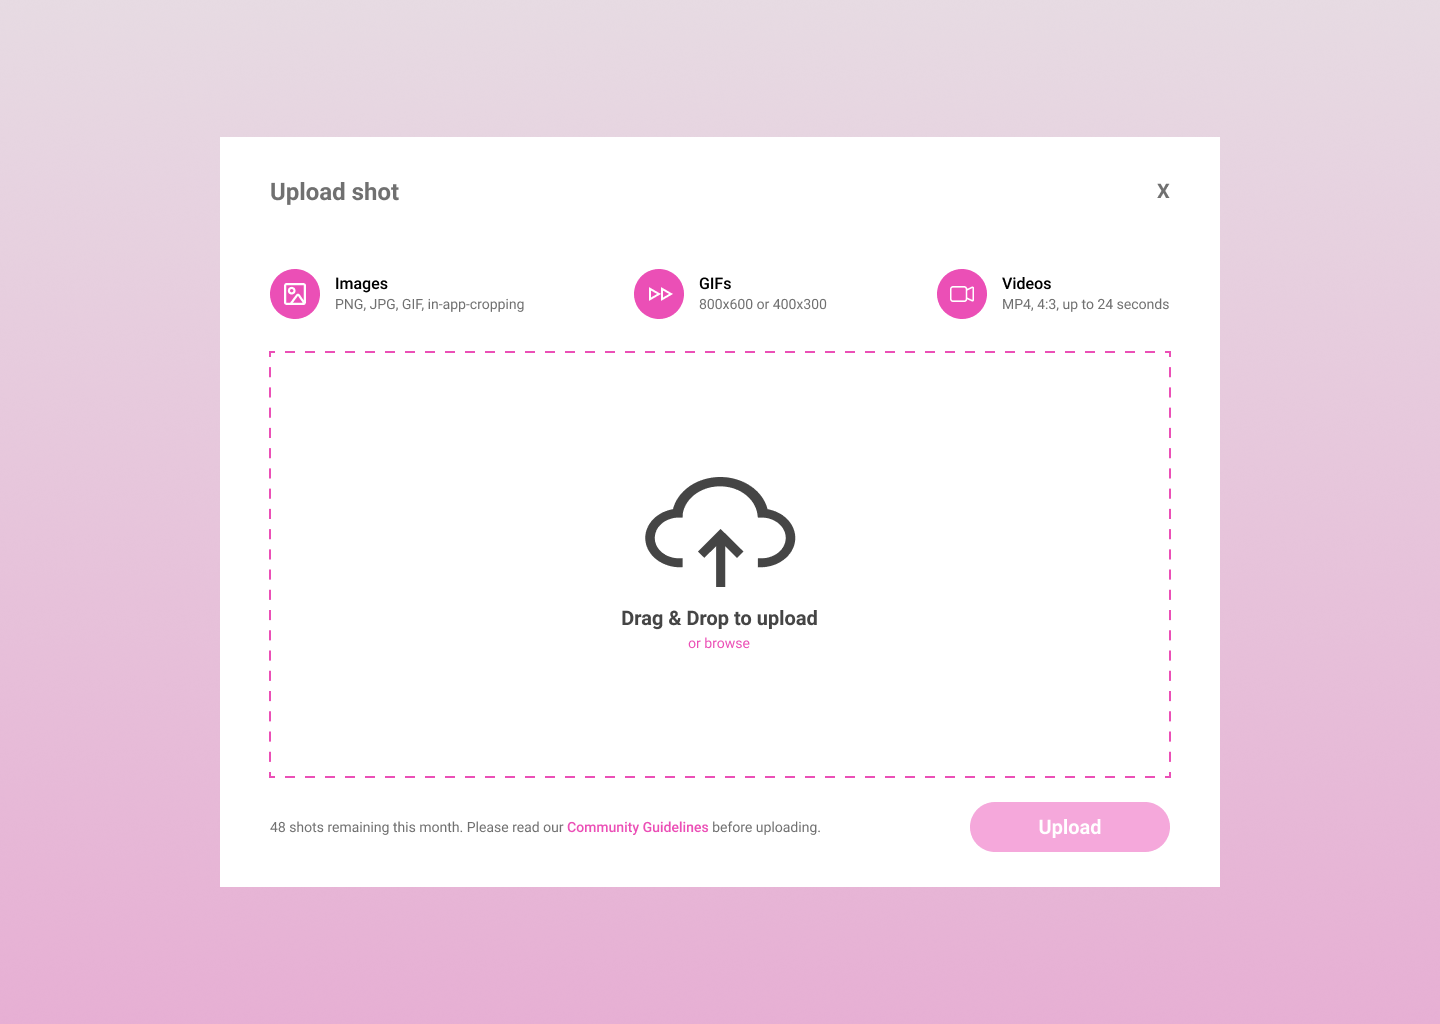 Upload shot
X
Images
PNG, JPG, GIF, in-app-cropping
GIFs
800x600 or 400x300
Videos
MP4, 4:3, up to 24 seconds
Drag & Drop to upload
or browse
48 shots remaining this month. Please read our Community Guidelines before uploading.
Upload